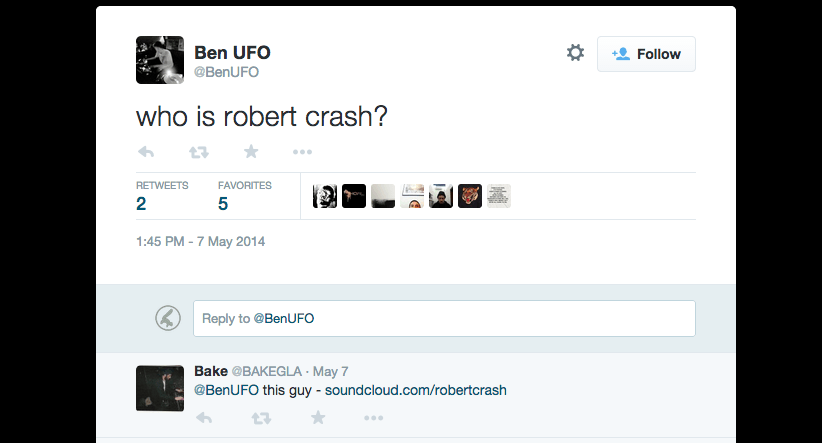 Ben UFO
@BenUFO
Follow
who is robert crash?
RETWEETS FAVORITES
2 5
1:45 PM - 7 May 2014
Reply to @BenUFO
Bake @BAKEGLA · May 7
@BenUFO this guy - soundcloud.com/robertcrash